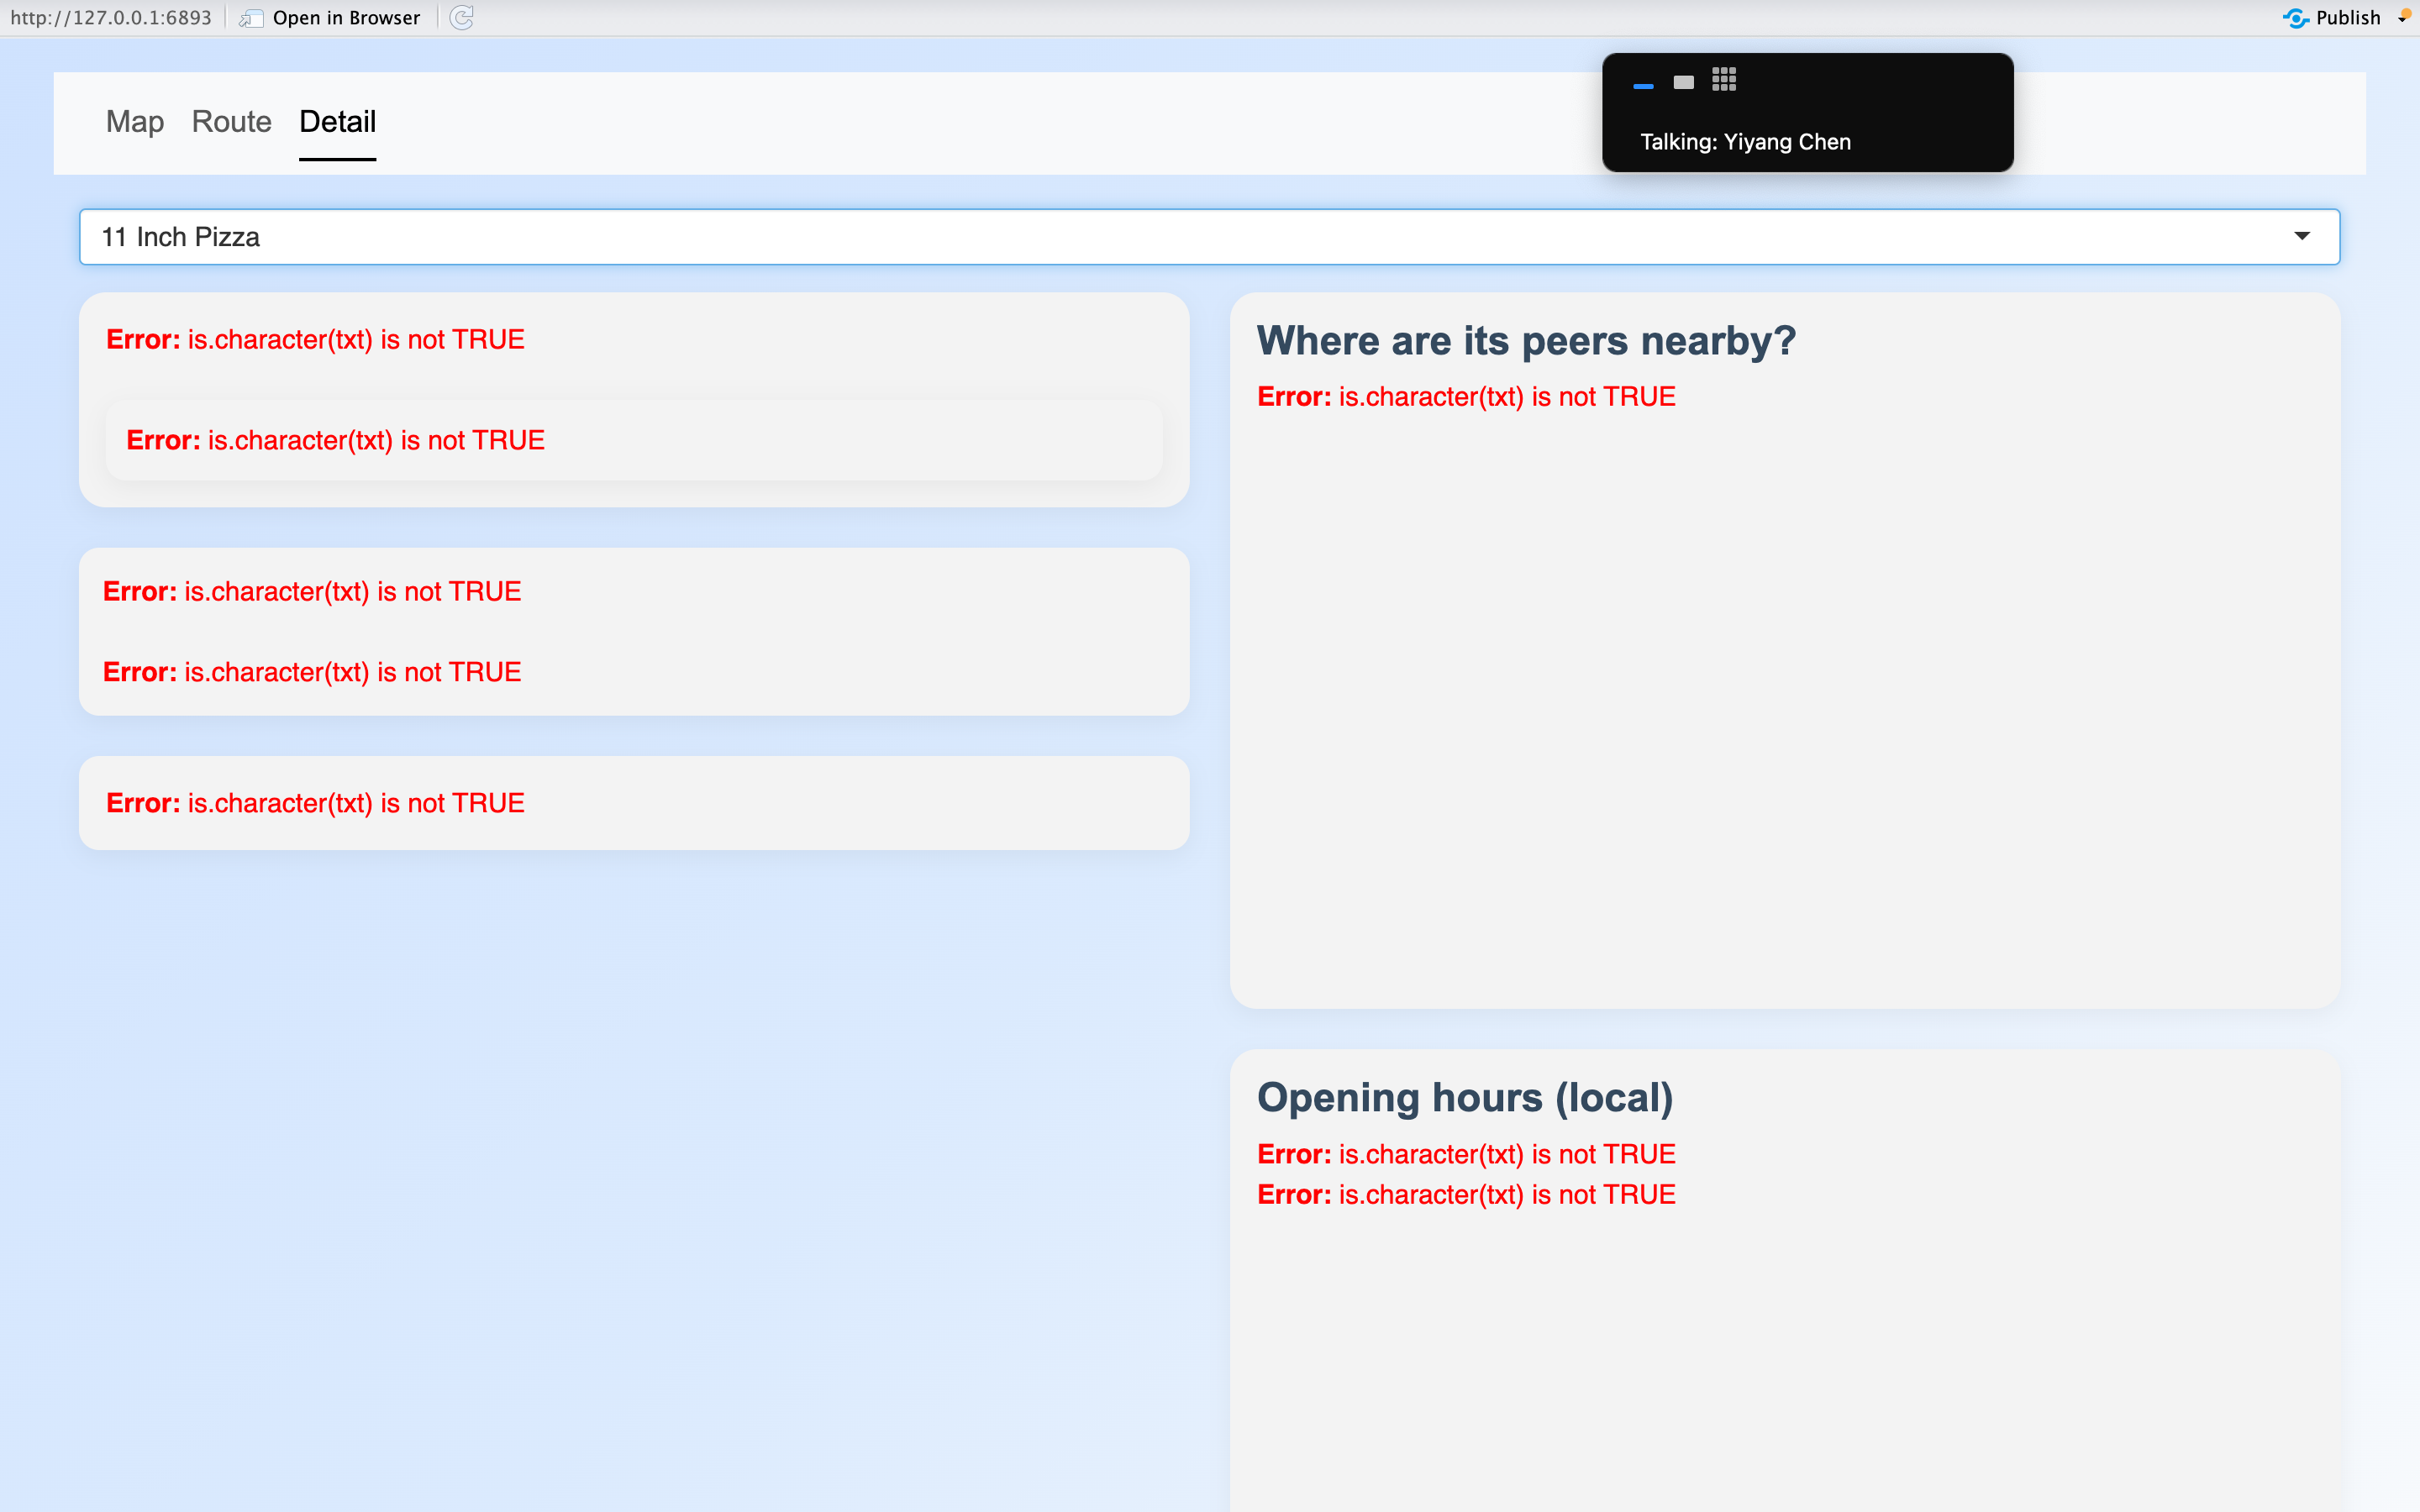 http://127.0.0.1:6893 Open in Browser Publish
Talking: Yiyang Chen
Map Route Detail
11 Inch Pizza
Error: is.character(txt) is not TRUE
Error: is.character(txt) is not TRUE
Error: is.character(txt) is not TRUE
Error: is.character(txt) is not TRUE
Error: is.character(txt) is not TRUE
Where are its peers nearby?
Error: is.character(txt) is not TRUE
Opening hours (local)
Error: is.character(txt) is not TRUE
Error: is.character(txt) is not TRUE